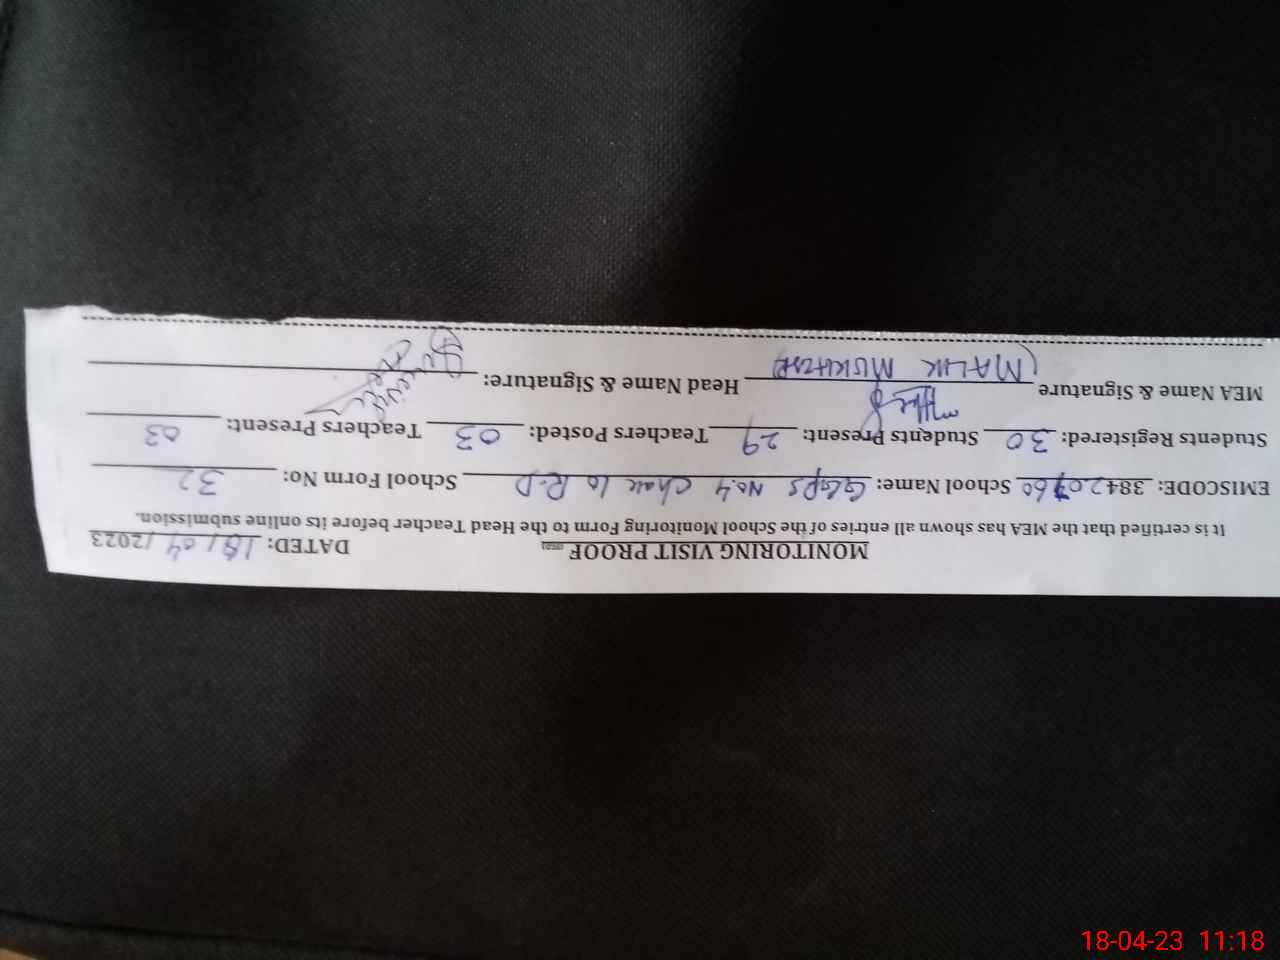 MONITORING VISIT PROOF DATED: 18/04/2023
It is certified that the MEA has shown all entries of the School Monitoring Form to the Head Teacher before its online submission.
EMISCODE: 38420760 School Name: GGPS No.4 Chak 10 R.D School Form No: 32
Students Registered: 30 Students Present: 29 Teachers Posted: 03 Teachers Present: 03
MEA Name & Signature (MALIK MUKHTAR) Head Name & Signature:
18-04-23 11:18